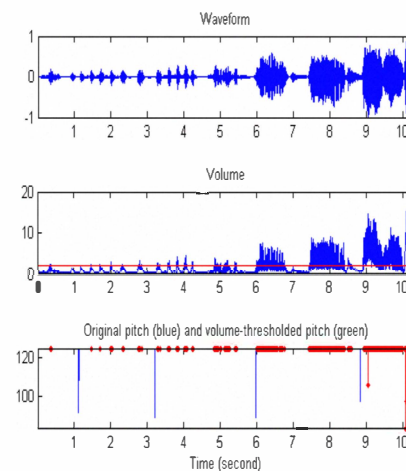 Waveform
1
0
-1
1 2 3 4 5 6 7 8 9 10
Volume
20
10
0
0 1 2 3 4 5 6 7 8 9 10
Original pitch (blue) and volume-thresholded pitch (green)
120
100
1 2 3 4 5 6 7 8 9 10
Time (second)